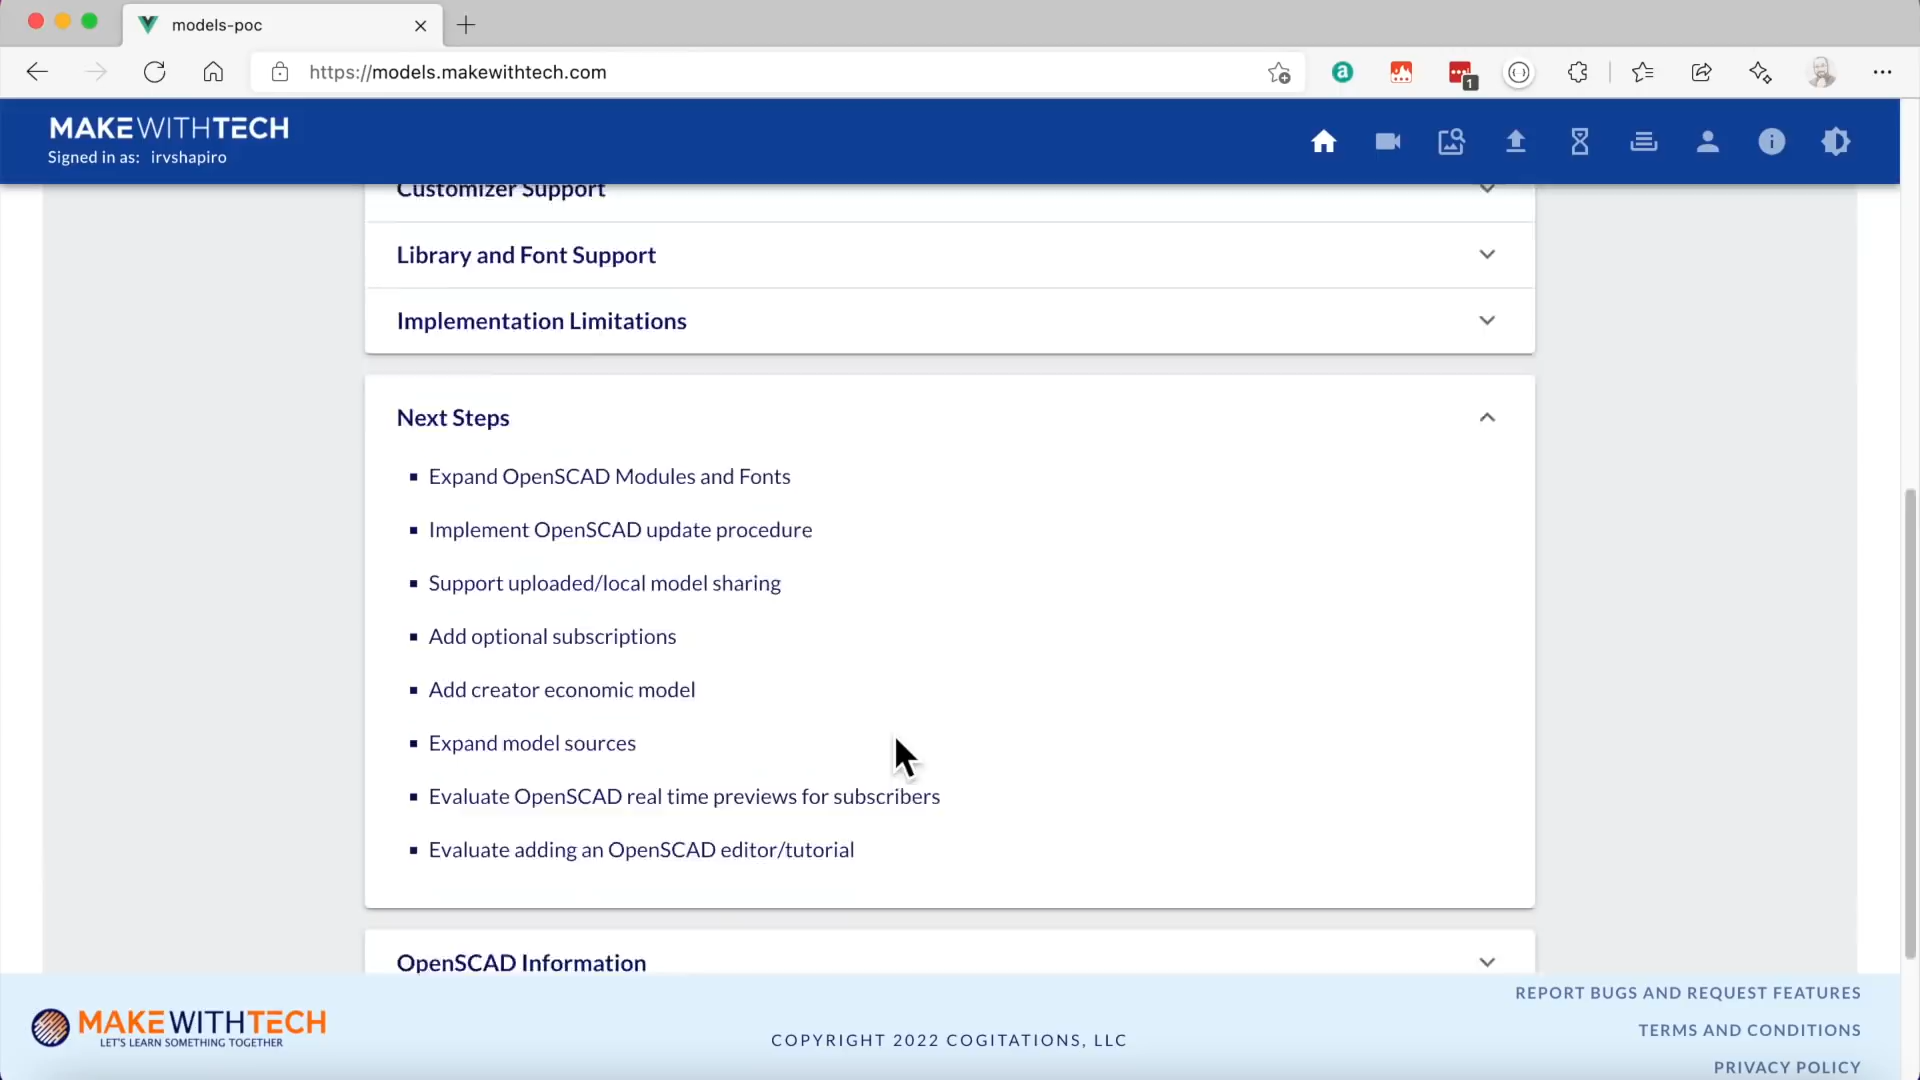 models-poc
https://models.makewithtech.com
1
MAKEWITHTECH
Signed in as: irvshapiro
Customizer Support
Library and Font Support
Implementation Limitations
Next Steps
▪ Expand OpenSCAD Modules and Fonts
▪ Implement OpenSCAD update procedure
▪ Support uploaded/local model sharing
▪ Add optional subscriptions
▪ Add creator economic model
▪ Expand model sources
▪ Evaluate OpenSCAD real time previews for subscribers
▪ Evaluate adding an OpenSCAD editor/tutorial
OpenSCAD Information
MAKEWITHTECH
LET'S LEARN SOMETHING TOGETHER
COPYRIGHT 2022 COGITATIONS, LLC
REPORT BUGS AND REQUEST FEATURES
TERMS AND CONDITIONS
PRIVACY POLICY